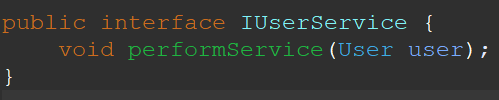 public interface IUserService {
    void performService(User user);
}